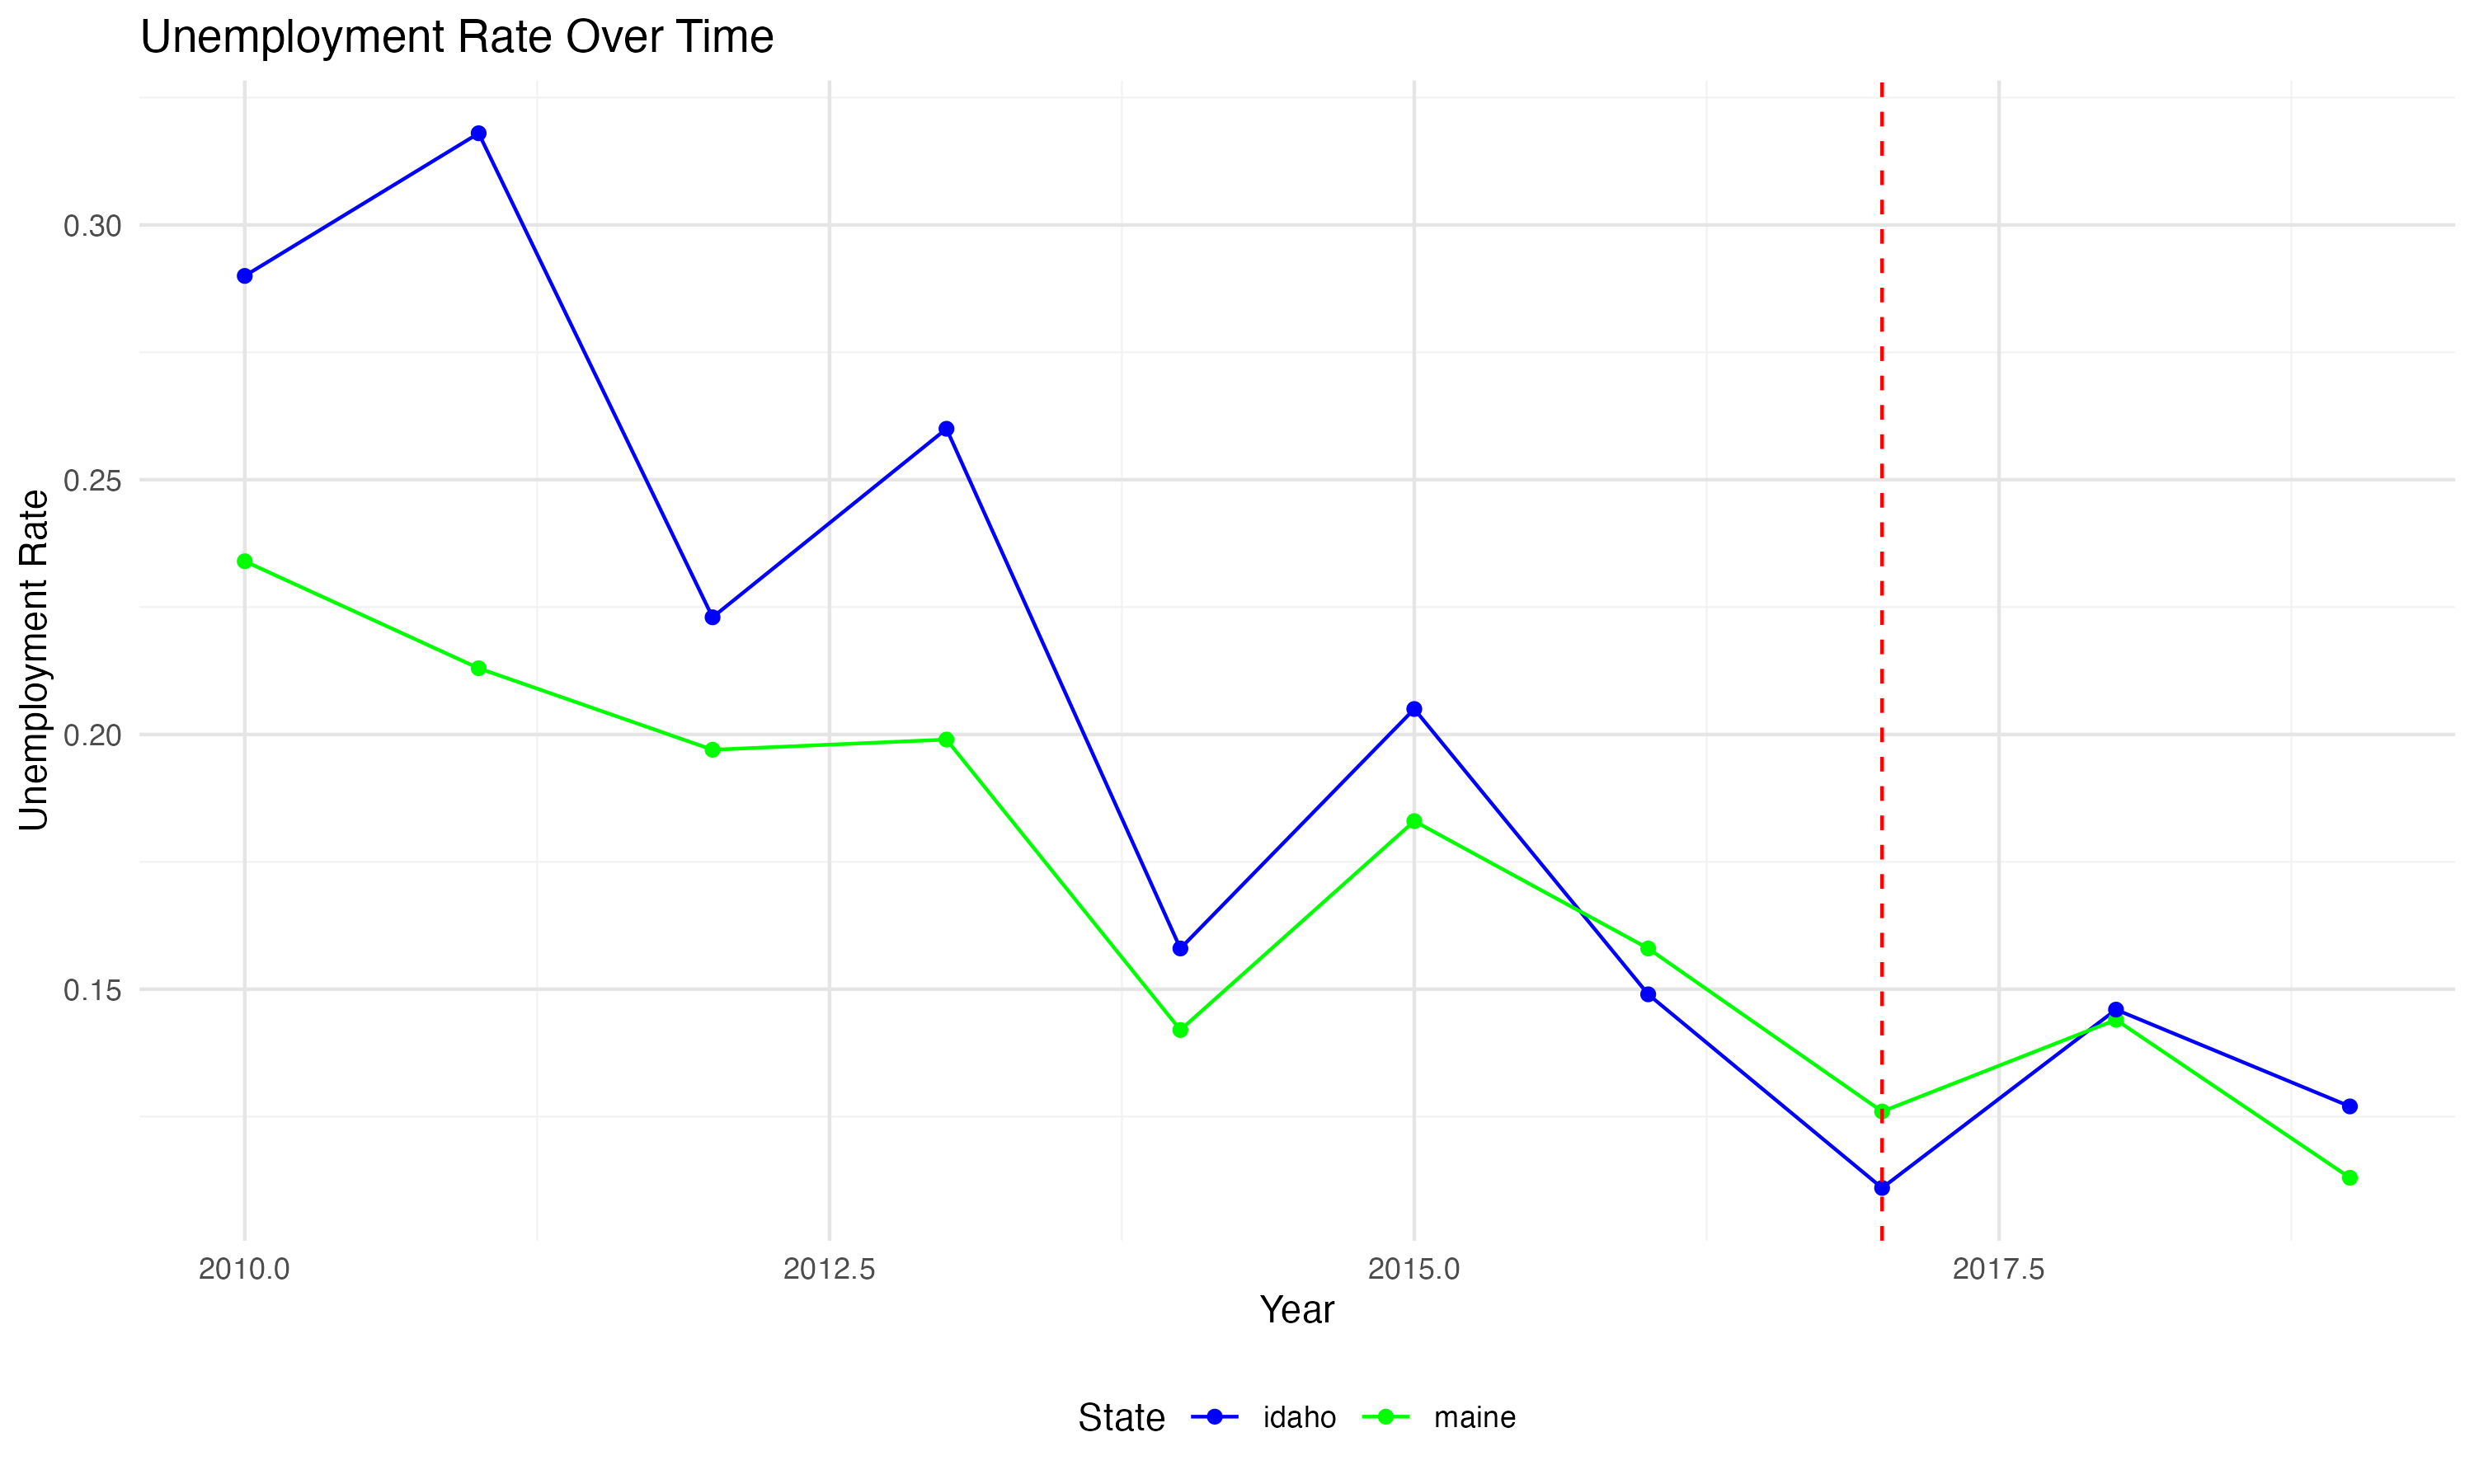 Unemployment Rate Over Time
Unemployment Rate
0.30
0.25
0.20
0.15
2010.0 2012.5 2015.0 2017.5
Year
State idaho maine